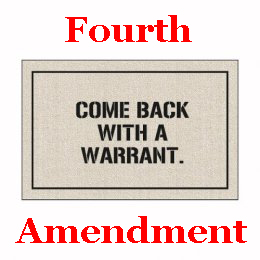 Fourth
COME BACK
WITH A
WARRANT.
Amendment